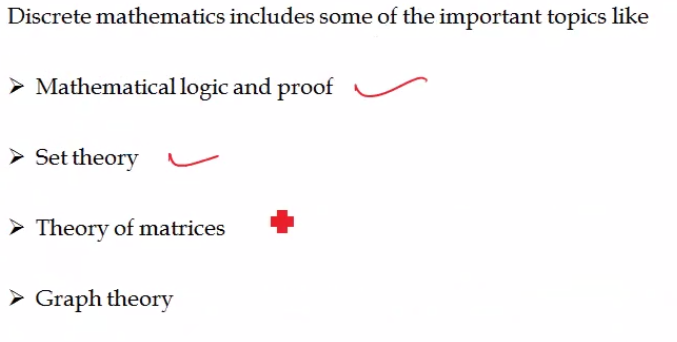 Discrete mathematics includes some of the important topics like
➢ Mathematical logic and proof
➢ Set theory
➢ Theory of matrices
➢ Graph theory